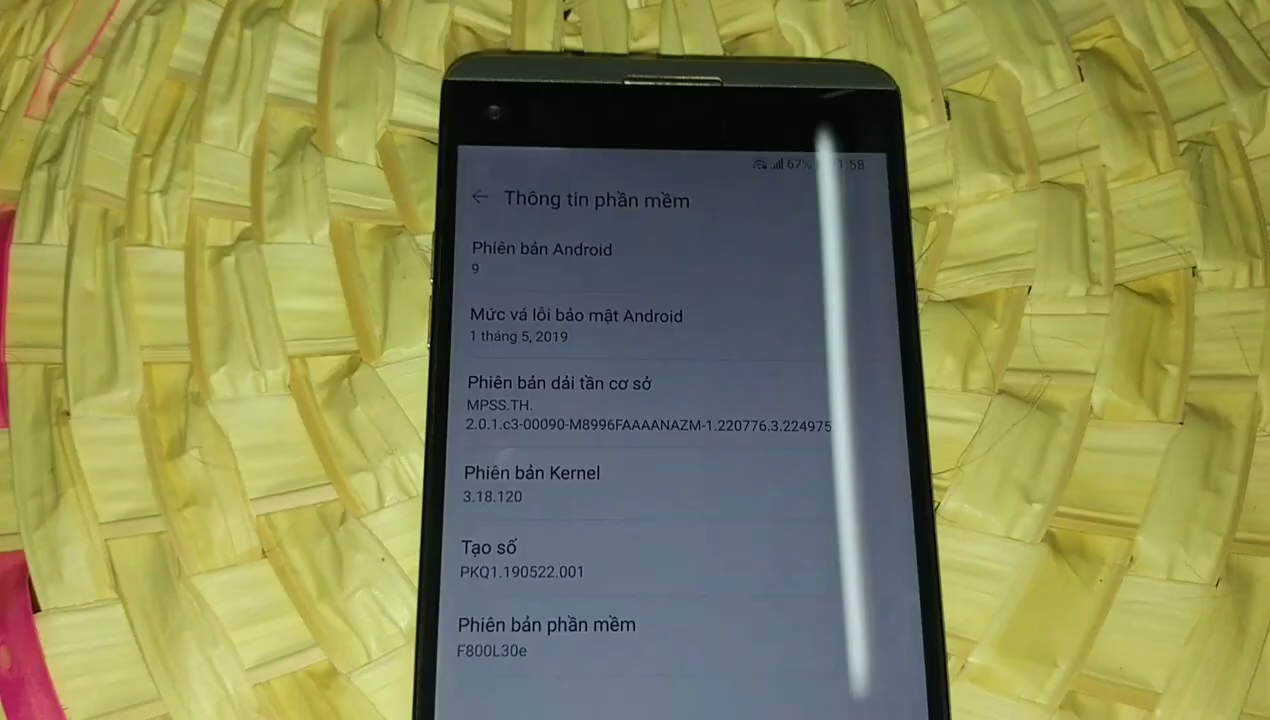 67%
Thông tin phần mềm
Phiên bản Android
9
Mức vá lỗi bảo mật Android
1 tháng 5, 2019
Phiên bản dải tần cơ sở
MPSS.TH.
2.0.1.c3-00090-M8996FAAAANAZM-1.220776.3.224975
Phiên bản Kernel
3.18.120
Tạo số
PKQ1.190522.001
Phiên bản phần mềm
F800L30e